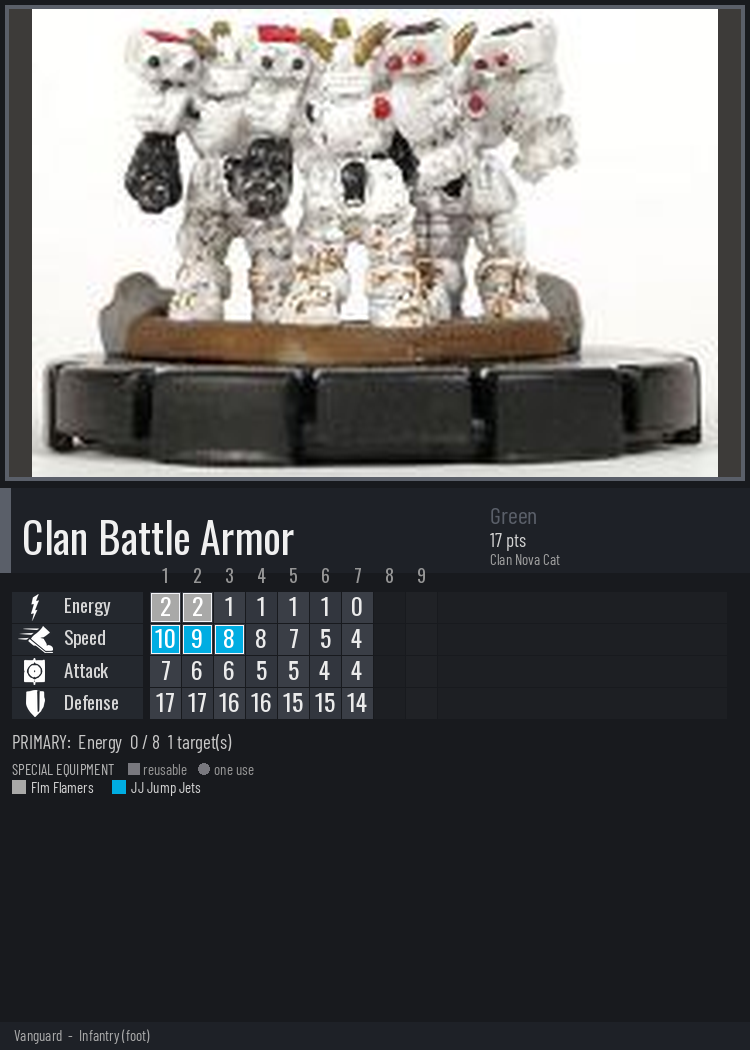 Clan Battle Armor
Green
17 pts
Clan Nova Cat
1 2 3 4 5 6 7 8 9
Energy 2 2 1 1 1 1 0
Speed 10 9 8 8 7 5 4
Attack 7 6 6 5 5 4 4
Defense 17 17 16 16 15 15 14
PRIMARY: Energy 0 / 8 1 target(s)
SPECIAL EQUIPMENT reusable one use
Flm Flamers JJ Jump Jets
Vanguard - Infantry (foot)